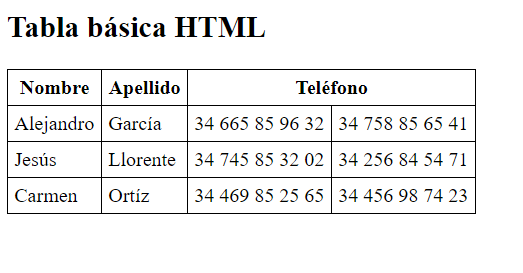 Tabla básica HTML
Nombre Apellido Teléfono
Alejandro García 34 665 85 96 32 34 758 85 65 41
Jesús Llorente 34 745 85 32 02 34 256 84 54 71
Carmen Ortíz 34 469 85 25 65 34 456 98 74 23